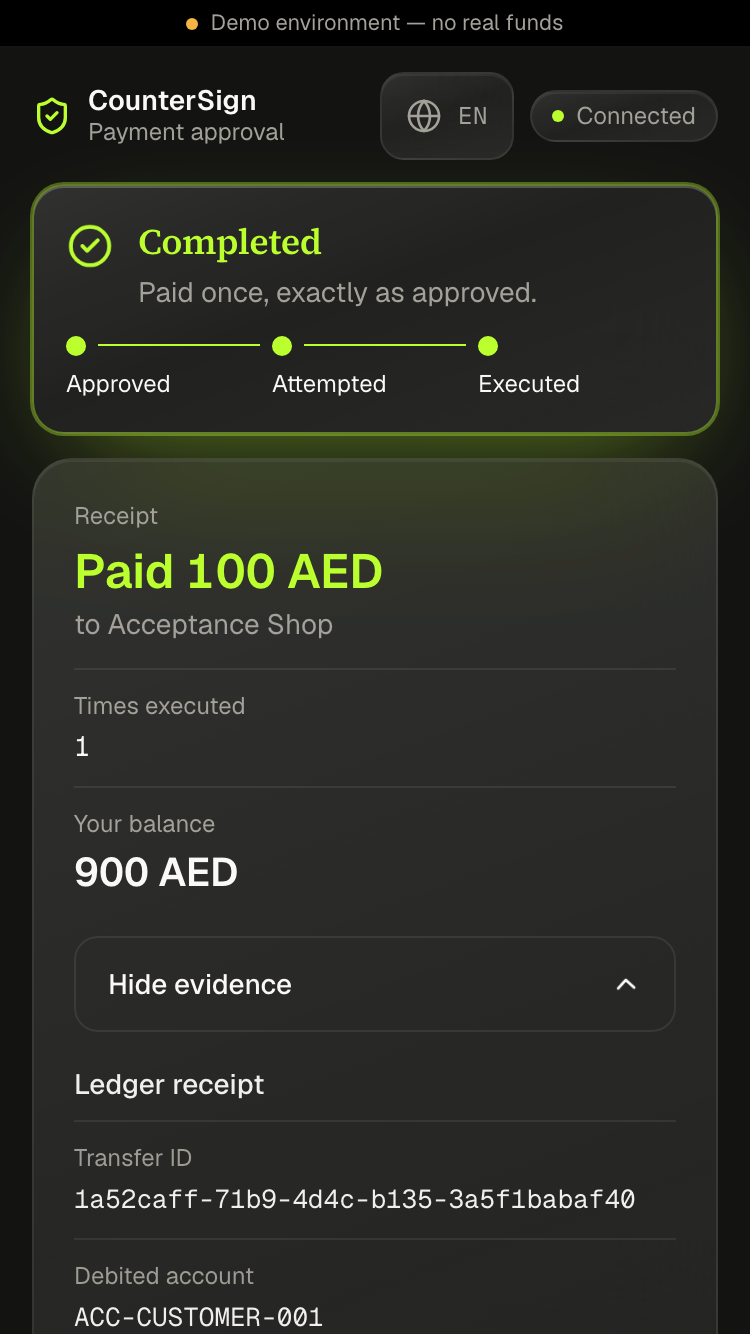 Demo environment — no real funds
CounterSign
Payment approval
EN
Connected
Completed
Paid once, exactly as approved.
Approved
Attempted
Executed
Receipt
Paid 100 AED
to Acceptance Shop
Times executed
1
Your balance
900 AED
Hide evidence
Ledger receipt
Transfer ID
1a52caff-71b9-4d4c-b135-3a5f1babaf40
Debited account
ACC-CUSTOMER-001